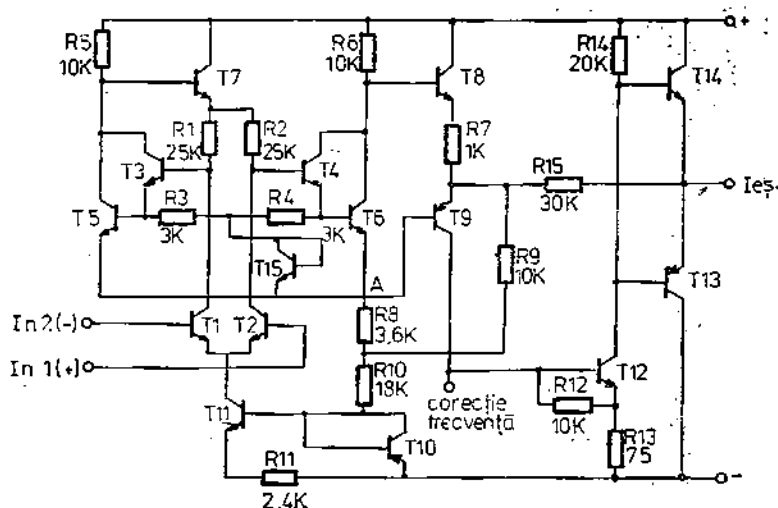 R5
10K
T7
R6
10K
T8
R14
20K
T14
+
R1
25K
R2
25K
T3
T4
R7
1K
R15
30K
Ieş.
T5
R3
3K
R4
3K
T6
T9
T15
A
R9
10K
T13
In2(-)
T1
T2
R8
3,6K
In 1(+)
R10
18K
T12
corecţie
frecvenţă
R12
10K
T11
T10
R13
75
R11
2,4K
-